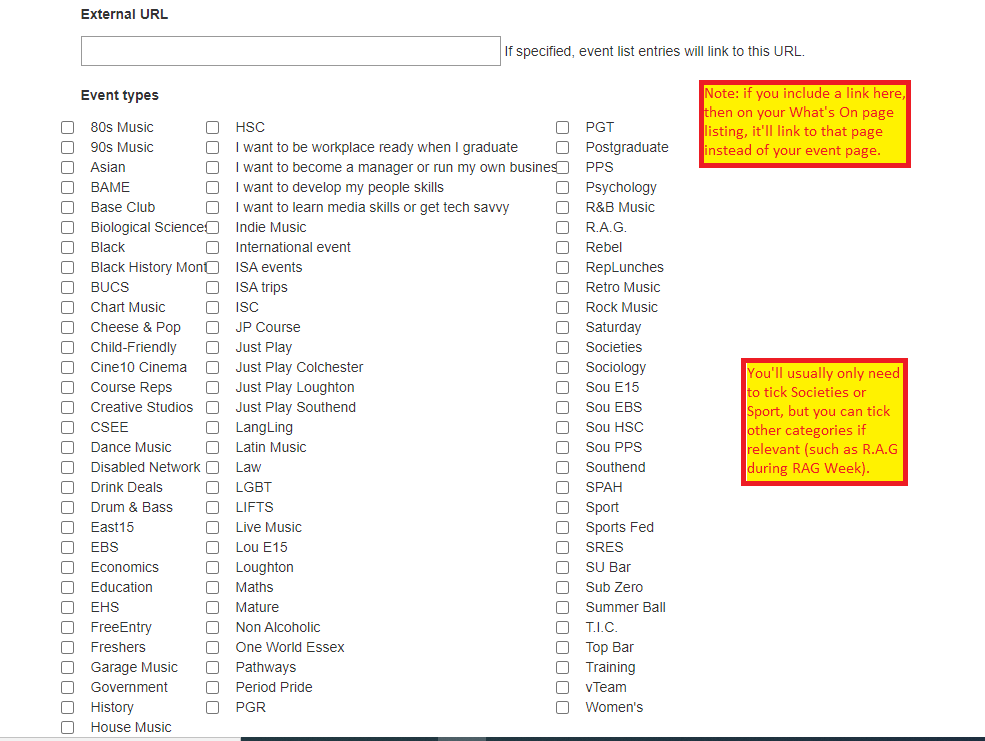 External URL
If specified, event list entries will link to this URL.
Event types
Note: if you include a link here,
then on your What's On page
listing, it'll link to that page
instead of your event page.
80s Music
90s Music
Asian
BAME
Base Club
Biological Sciences
Black
Black History Mont
BUCS
Chart Music
Cheese & Pop
Child-Friendly
Cine10 Cinema
Course Reps
Creative Studios
CSEE
Dance Music
Disabled Network
Drink Deals
Drum & Bass
East15
EBS
Economics
Education
EHS
FreeEntry
Freshers
Garage Music
Government
History
House Music
HSC
I want to be workplace ready when I graduate
I want to become a manager or run my own busines
I want to develop my people skills
I want to learn media skills or get tech savvy
Indie Music
International event
ISA events
ISA trips
ISC
JP Course
Just Play
Just Play Colchester
Just Play Loughton
Just Play Southend
LangLing
Latin Music
Law
LGBT
LIFTS
Live Music
Lou E15
Loughton
Maths
Mature
Non Alcoholic
One World Essex
Pathways
Period Pride
PGR
PGT
Postgraduate
PPS
Psychology
R&B Music
R.A.G.
Rebel
RepLunches
Retro Music
Rock Music
Saturday
Societies
Sociology
Sou E15
Sou EBS
Sou HSC
Sou PPS
Southend
SPAH
Sport
Sports Fed
SRES
SU Bar
Sub Zero
Summer Ball
T.I.C.
Top Bar
Training
vTeam
Women's
You'll usually only need
to tick Societies or
Sport, but you can tick
other categories if
relevant (such as R.A.G
during RAG Week).